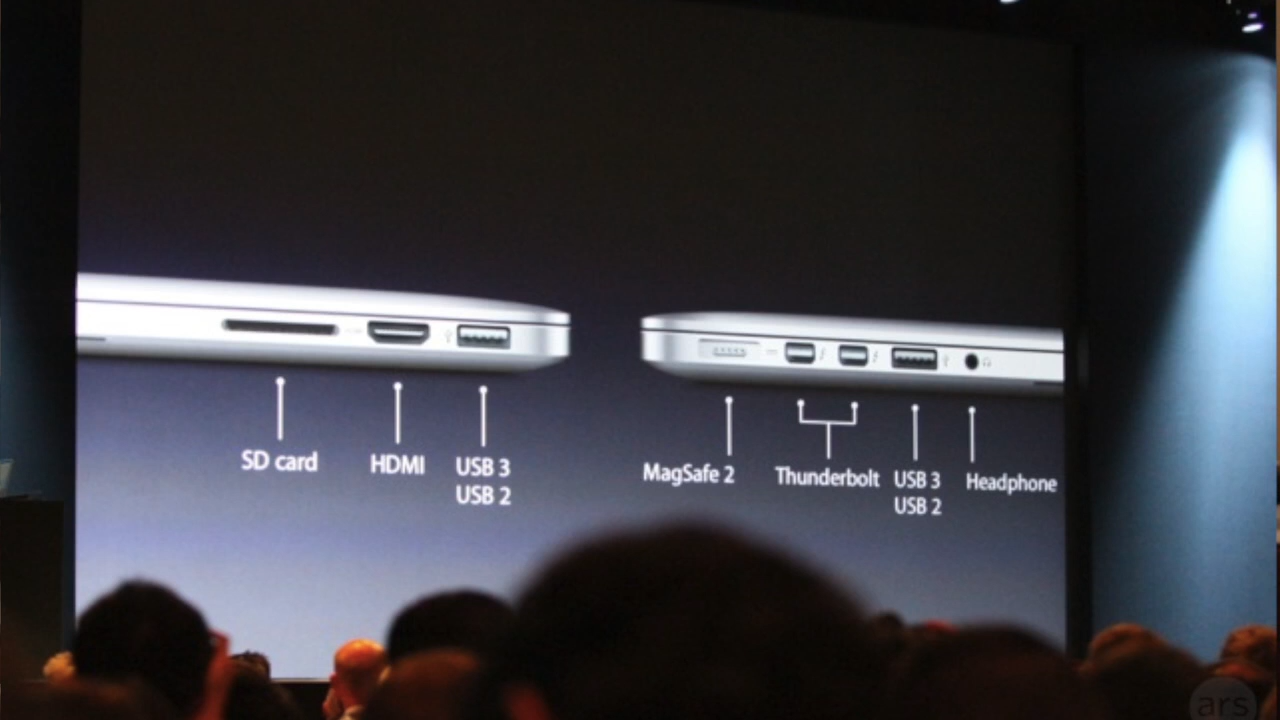 SD card
HDMI
USB 3
USB 2
MagSafe 2
Thunderbolt
USB 3
USB 2
Headphone
ars